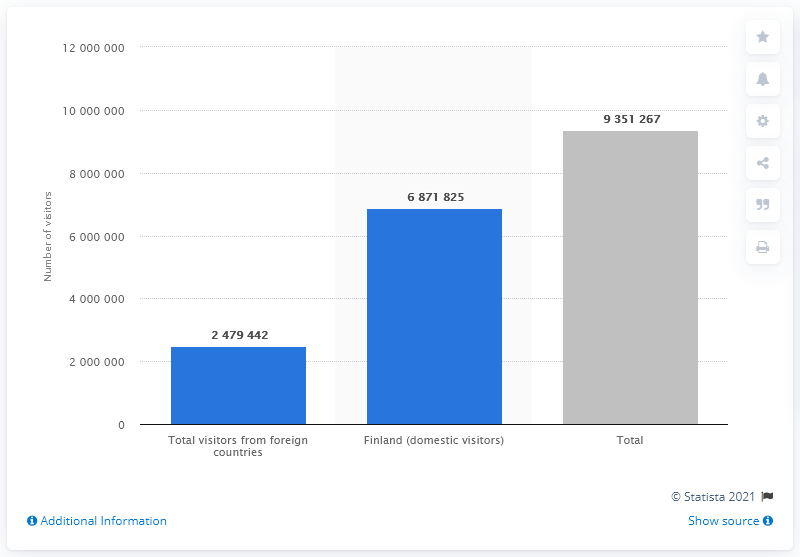 12 000 000
10 000 000
8 000 000
6 000 000
4 000 000
2 000 000
0
Number of visitors
2 479 442
6 871 825
9 351 267
Total visitors from foreign
countries
Finland (domestic visitors)
Total
© Statista 2021
Additional Information
Show source